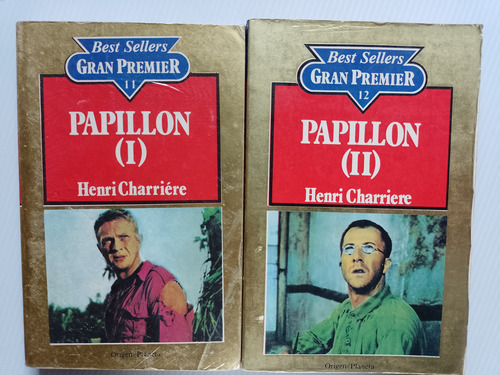 Best Sellers
GRAN PREMIER
11
PAPILLON
(I)
Henri Charriére
Origen/Planeta
Best Sellers
GRAN PREMIER
12
PAPILLON
(II)
Henri Charriere
Origen/Planeta